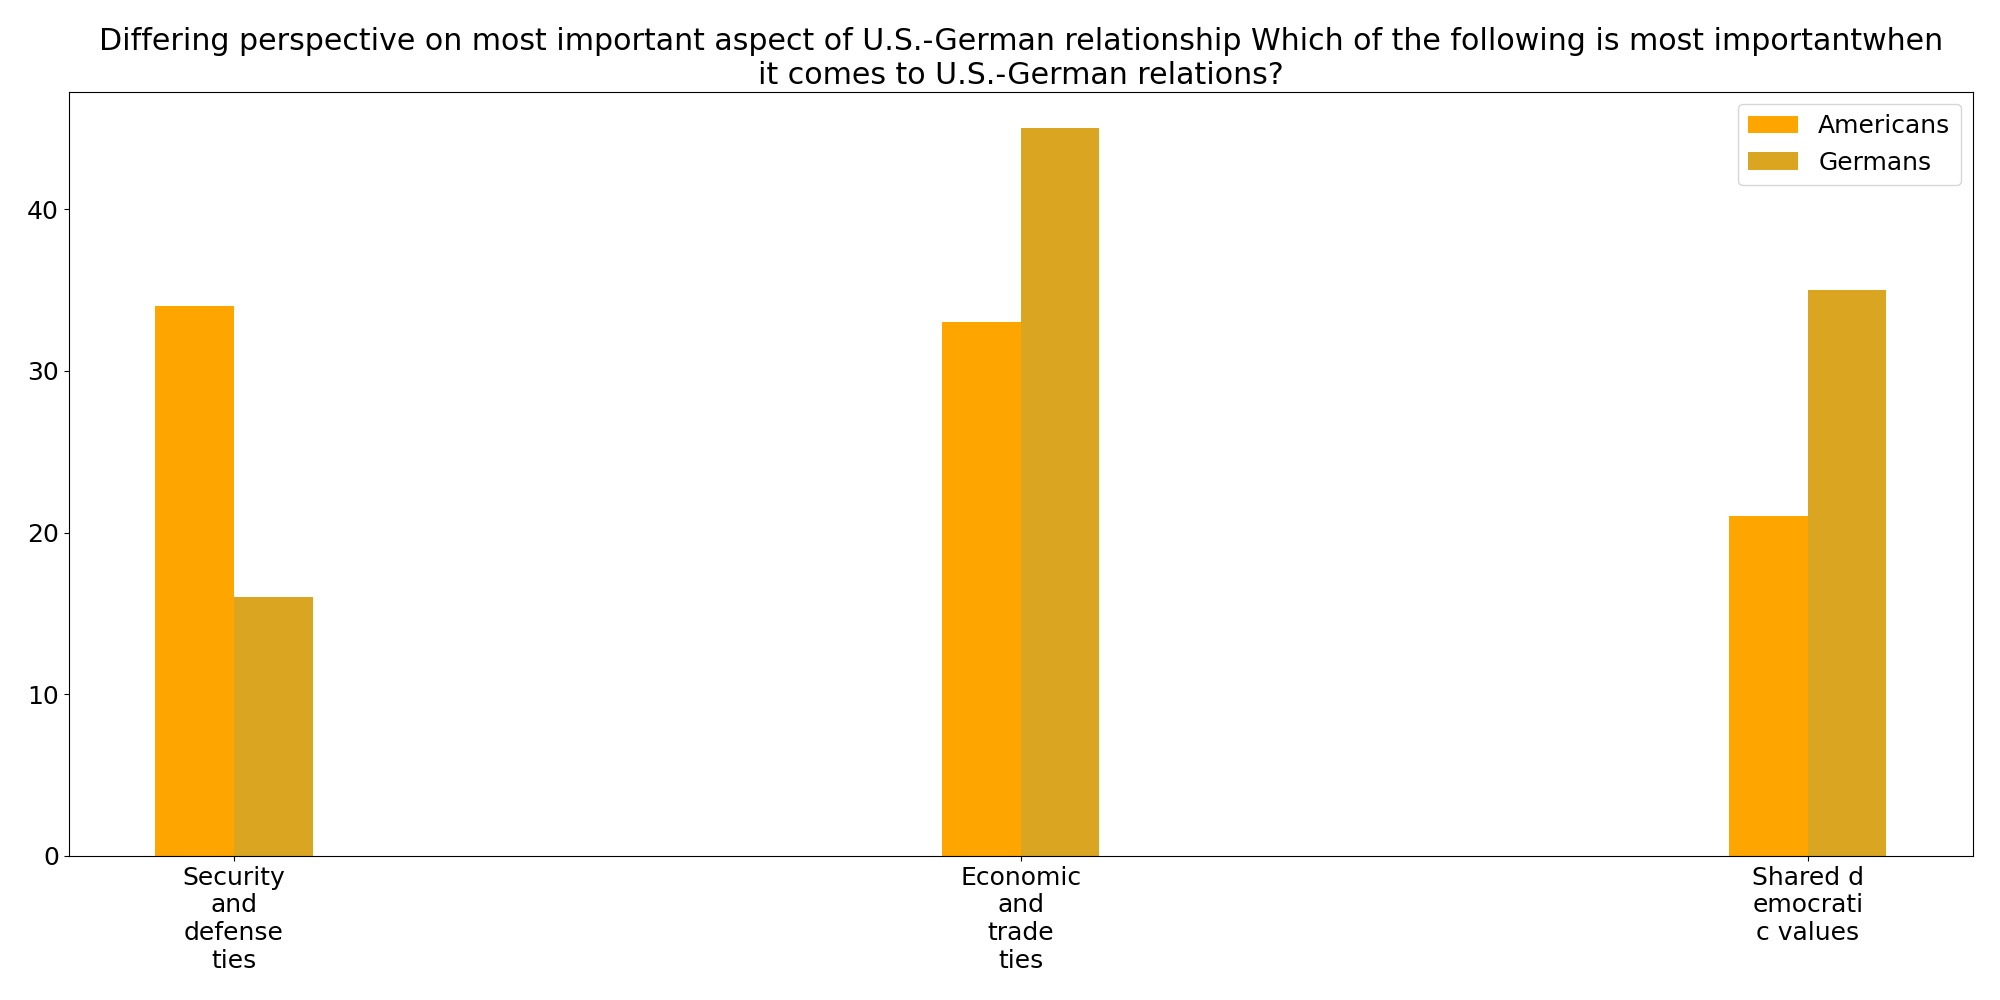 Differing perspective on most important aspect of U.S.-German relationship Which of the following is most importantwhen
it comes to U.S.-German relations?
Americans
Germans
40
30
20
10
0
Security
and
defense
ties
Economic
and
trade
ties
Shared d
emocrati
c values